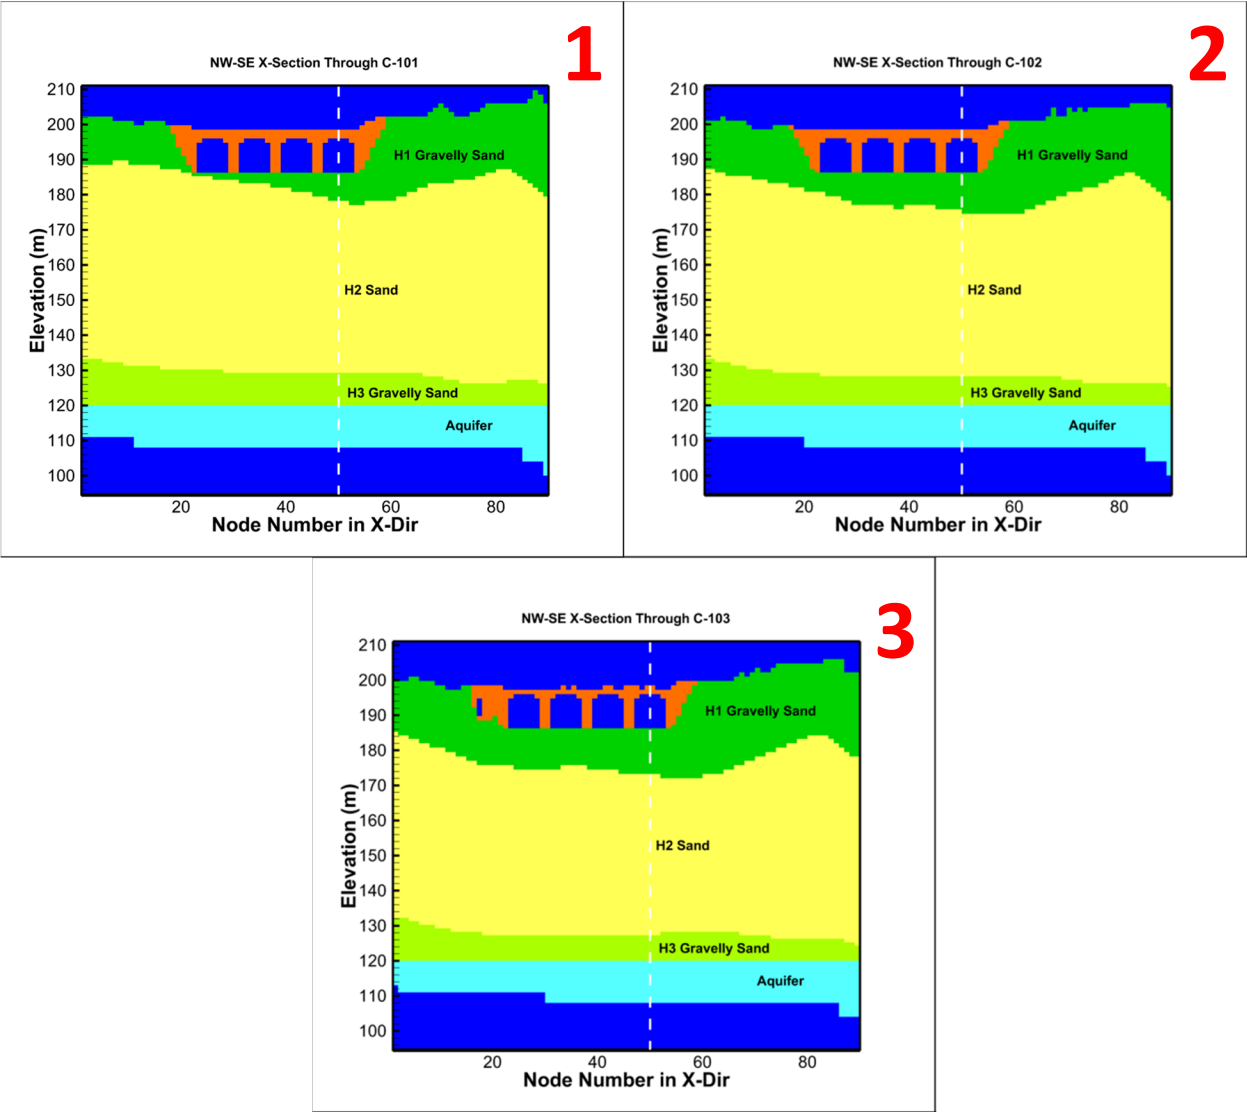 1
NW-SE X-Section Through C-101
210
200
190
180
170
160
150
140
130
120
110
100
Elevation (m)
H1 Gravelly Sand
H2 Sand
H3 Gravelly Sand
Aquifer
20 40 60 80
Node Number in X-Dir
2
NW-SE X-Section Through C-102
210
200
190
180
170
160
150
140
130
120
110
100
Elevation (m)
H1 Gravelly Sand
H2 Sand
H3 Gravelly Sand
Aquifer
20 40 60 80
Node Number in X-Dir
3
NW-SE X-Section Through C-103
210
200
190
180
170
160
150
140
130
120
110
100
Elevation (m)
H1 Gravelly Sand
H2 Sand
H3 Gravelly Sand
Aquifer
20 40 60 80
Node Number in X-Dir